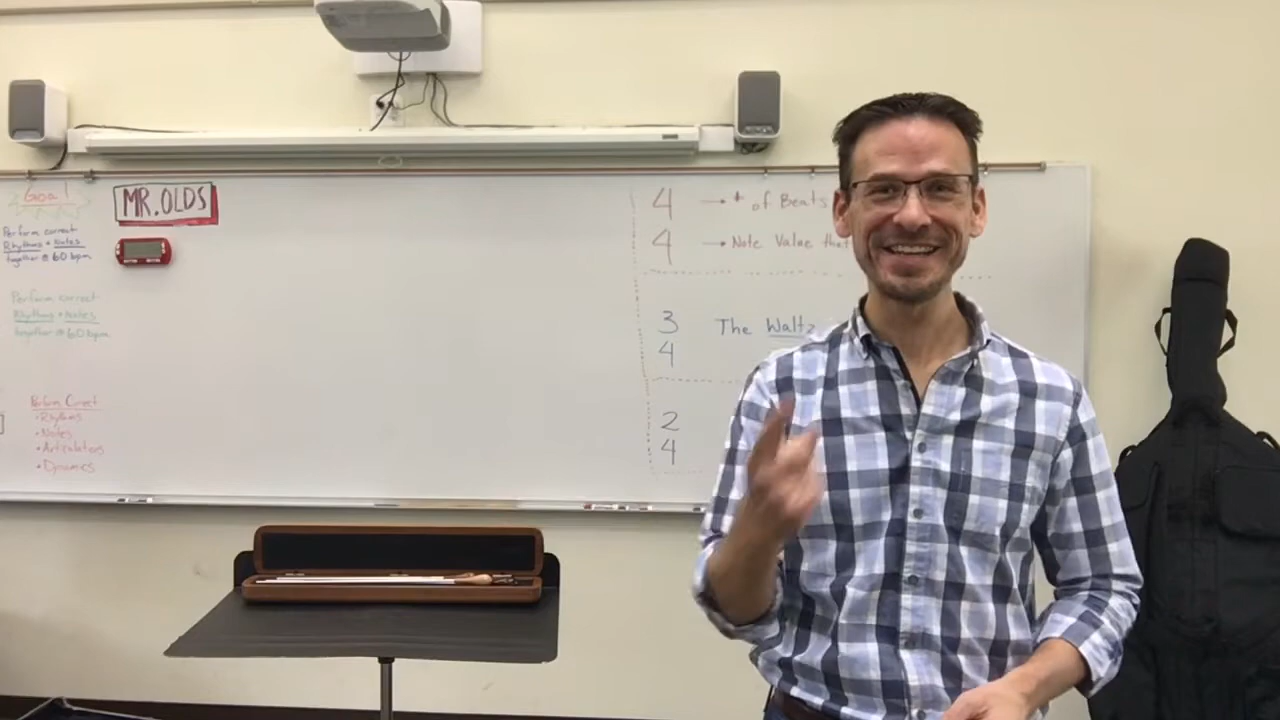 Goal
Perform correct
Rhythms + Notes
together @ 60 bpm
Perform correct
Rhythms + Notes
together @ 60 bpm
Perform Correct
• Rhythms
• Notes
• Articulations
• Dynamics
MR. OLDS
4 → # of Beats
4 → Note Value that
3
4
The Waltz
2
4